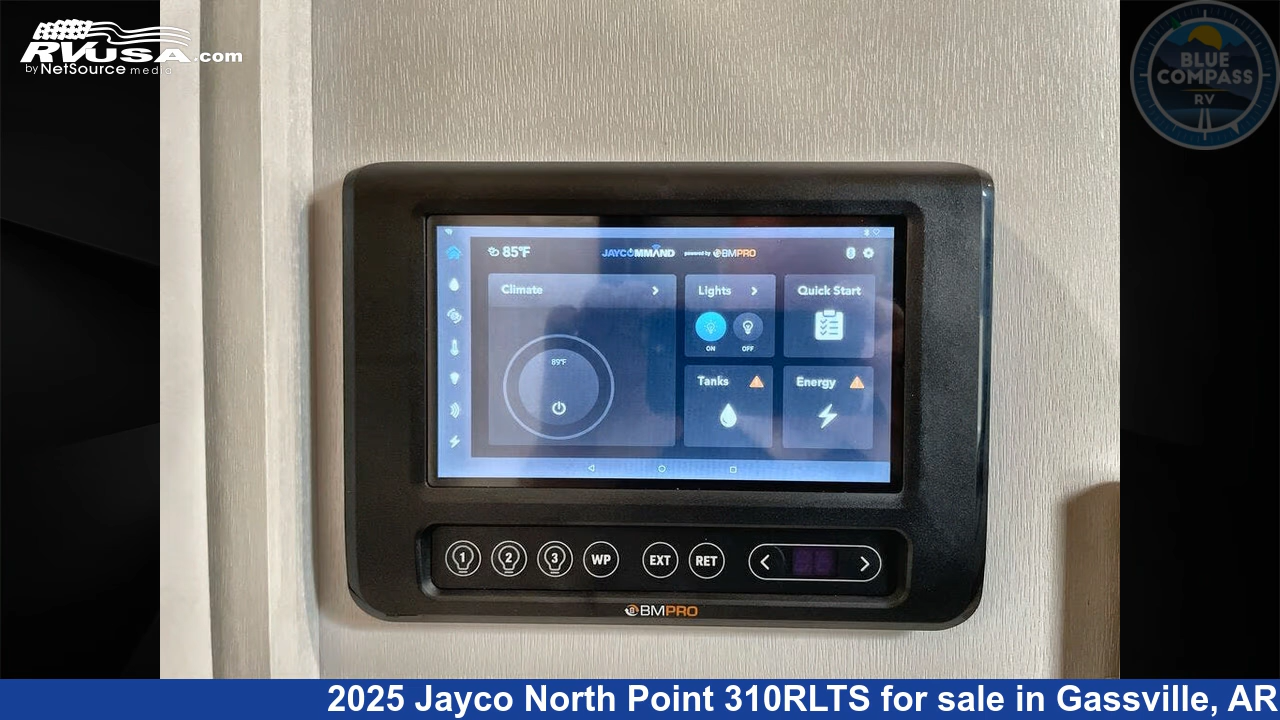 RVUSA.com
by NetSource media
BLUE
COMPASS
RV
85°F
JAYCOMMAND powered by BMPRO
Climate
Lights
Quick Start
ON
OFF
89°F
Tanks
Energy
1 2 3 WP EXT RET
BMPRO
2025 Jayco North Point 310RLTS for sale in Gassville, AR